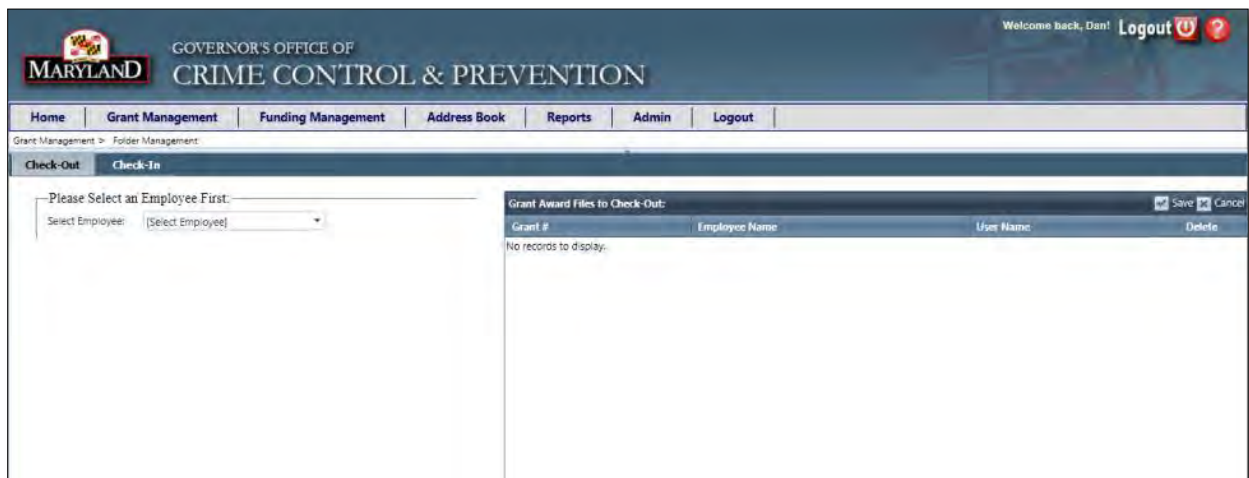 Welcome back, Dan! Logout
MARYLAND
GOVERNOR'S OFFICE OF
CRIME CONTROL & PREVENTION
Home Grant Management Funding Management Address Book Reports Admin Logout
Grant Management > Folder Management
Check-Out Check-In
Please Select an Employee First:
Select Employee: [Select Employee]
Grant Award Files to Check-Out: Save Cancel
Grant # Employee Name User Name Delete
No records to display.